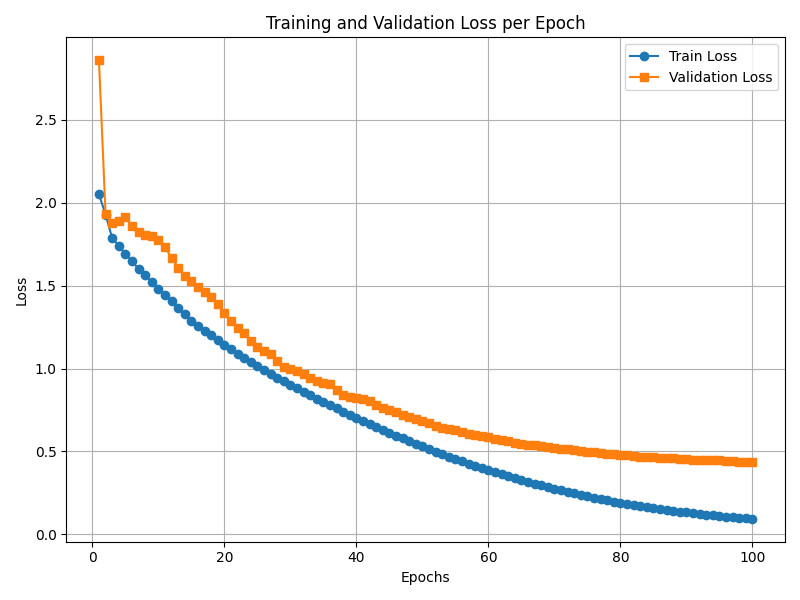 Training and Validation Loss per Epoch
Train Loss
Validation Loss
2.5
2.0
1.5
1.0
0.5
0.0
Loss
0 20 40 60 80 100
Epochs